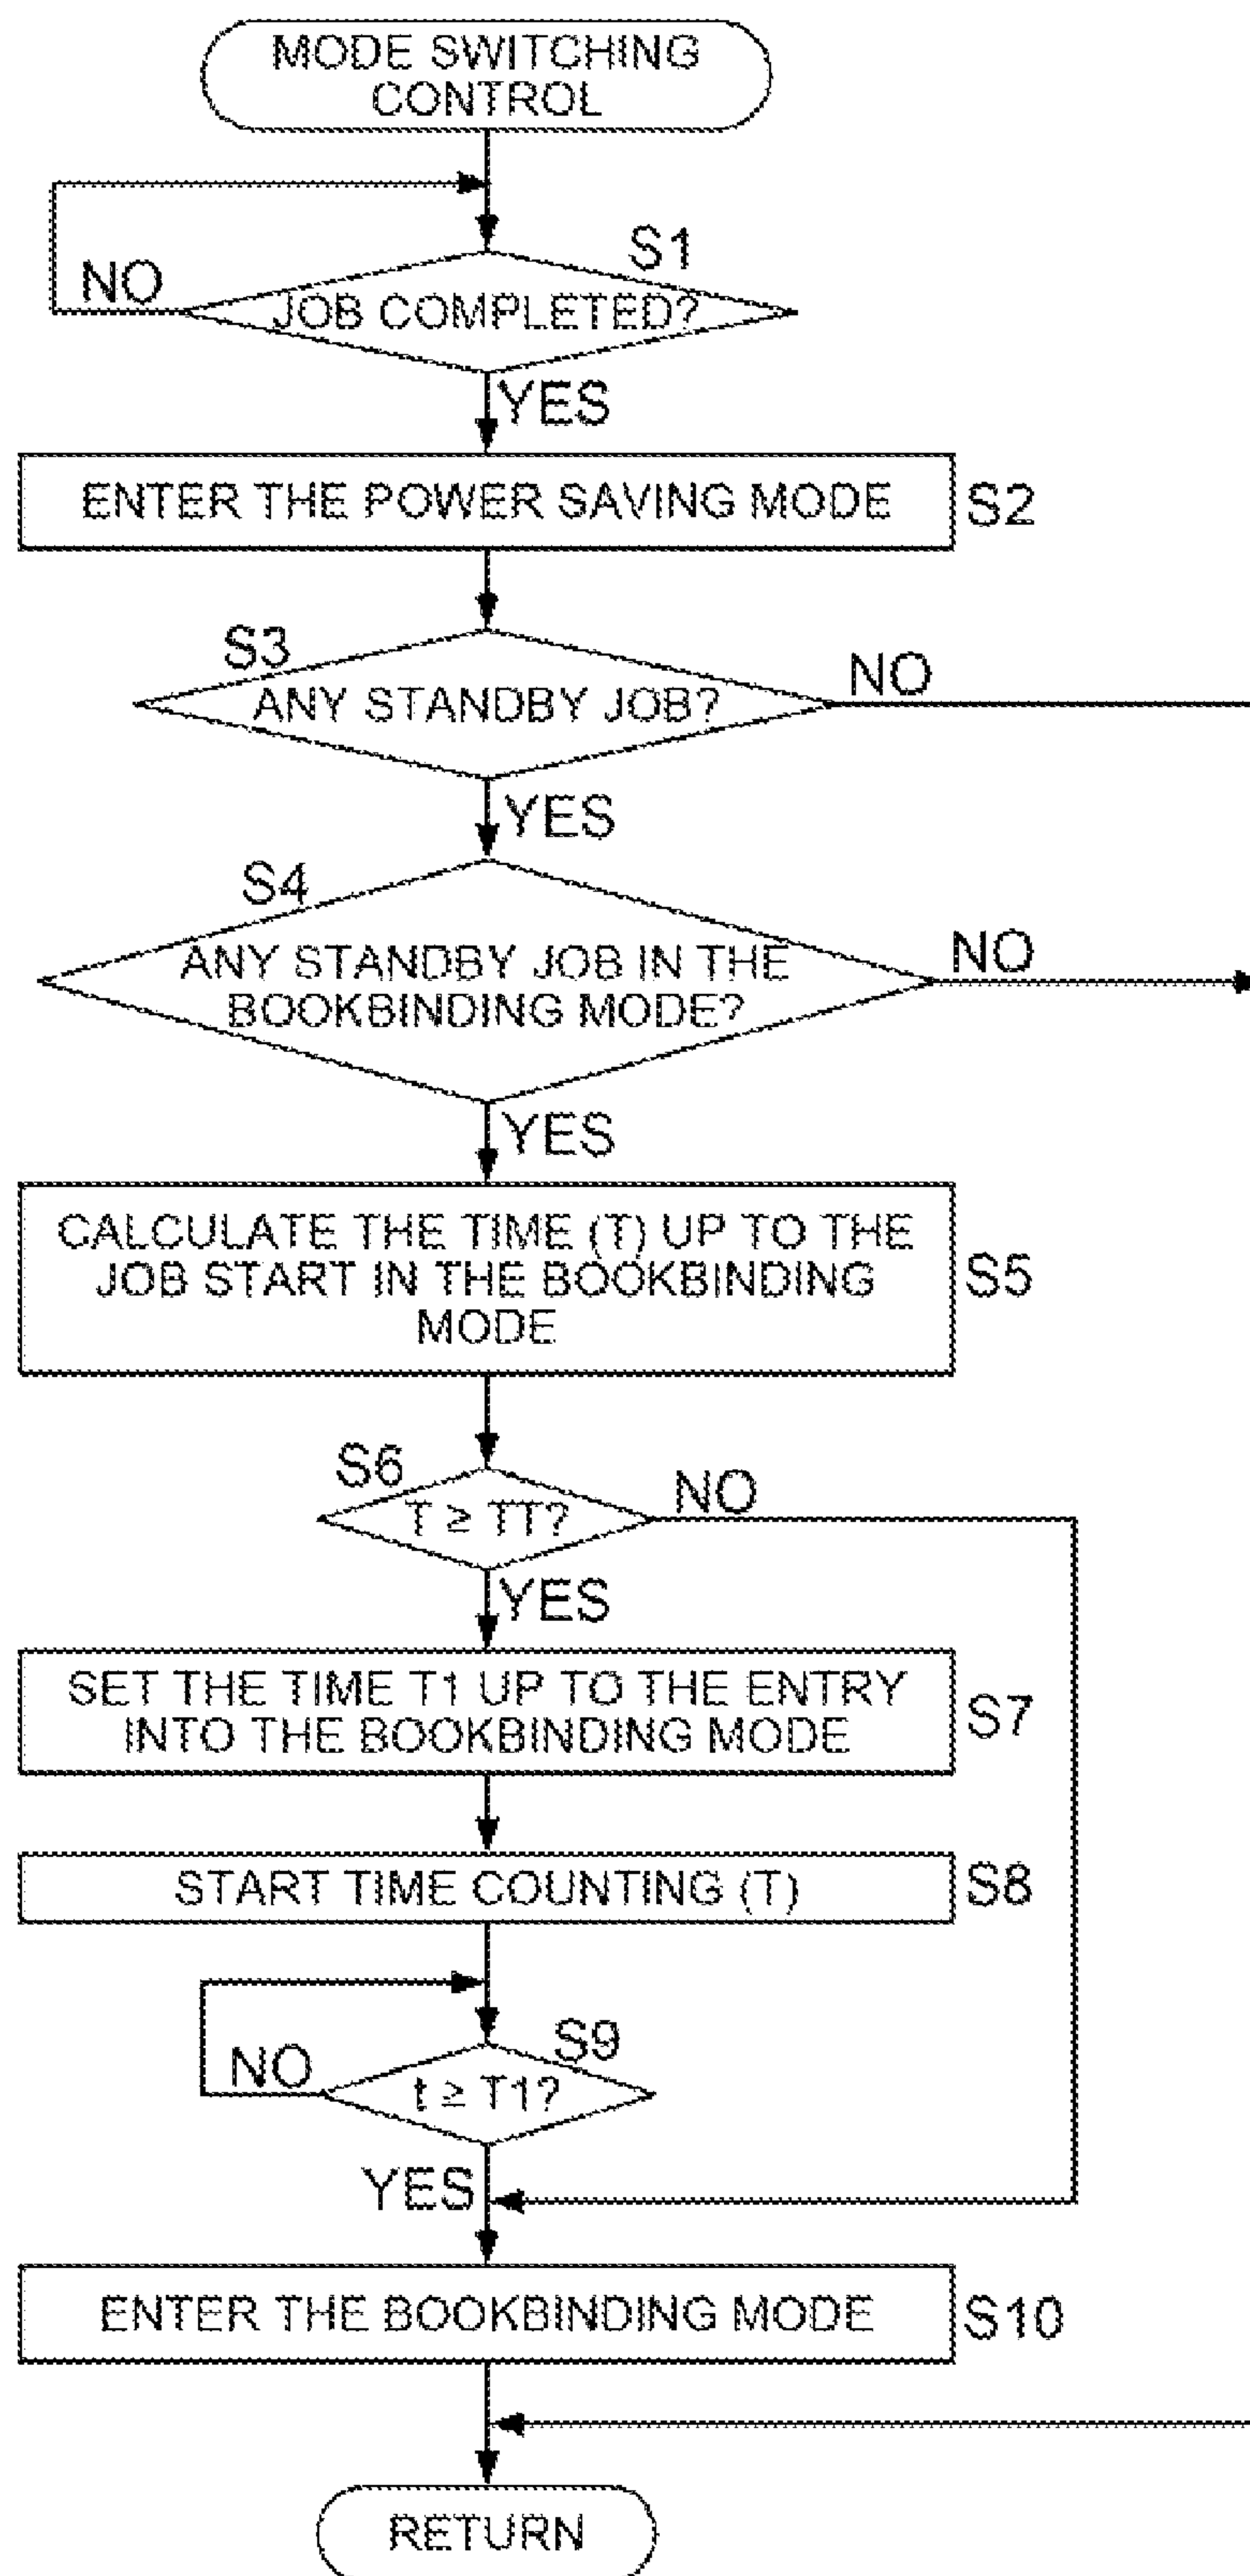 MODE SWITCHING
CONTROL
S1
NO
JOB COMPLETED?
YES
ENTER THE POWER SAVING MODE
S2
S3
NO
ANY STANDBY JOB?
YES
S4
NO
ANY STANDBY JOB IN THE
BOOKBINDING MODE?
YES
CALCULATE THE TIME (T) UP TO THE
JOB START IN THE BOOKBINDING
MODE
S5
S6
NO
T ≥ TT?
YES
SET THE TIME T1 UP TO THE ENTRY
INTO THE BOOKBINDING MODE
S7
START TIME COUNTING (T)
S8
S9
NO
t ≥ T1?
YES
ENTER THE BOOKBINDING MODE
S10
RETURN